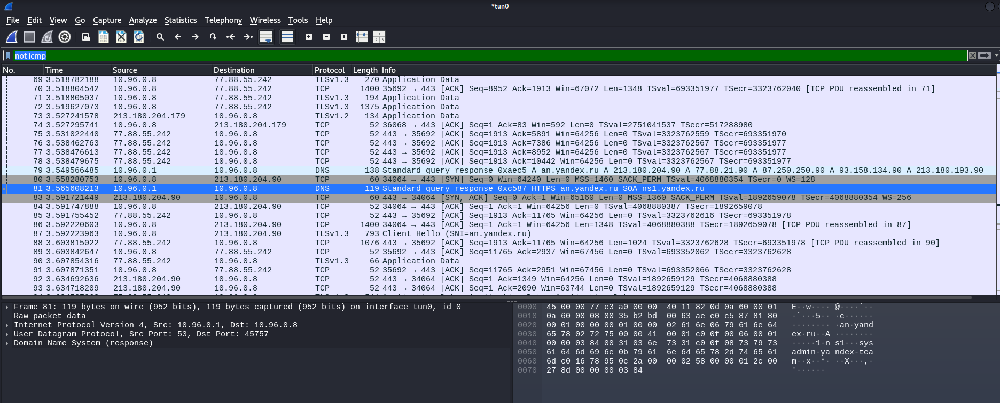 *tun0
File Edit View Go Capture Analyze Statistics Telephony Wireless Tools Help
not icmp
No. Time Source Destination Protocol Length Info
69 3.518782188 10.96.0.8 77.88.55.242 TLSv1.3 270 Application Data
70 3.518804542 10.96.0.8 77.88.55.242 TCP 1400 35692 → 443 [ACK] Seq=8952 Ack=1913 Win=67072 Len=1348 TSval=693351977 TSecr=3323762040 [TCP PDU reassembled in 71]
71 3.518805037 10.96.0.8 77.88.55.242 TLSv1.3 194 Application Data
72 3.519627073 10.96.0.8 77.88.55.242 TLSv1.3 1375 Application Data
73 3.527241578 213.180.204.179 10.96.0.8 TLSv1.2 134 Application Data
74 3.527295741 10.96.0.8 213.180.204.179 TCP 52 36068 → 443 [ACK] Seq=1 Ack=83 Win=592 Len=0 TSval=2751041537 TSecr=517288980
75 3.531022440 77.88.55.242 10.96.0.8 TCP 52 443 → 35692 [ACK] Seq=1913 Ack=5891 Win=64256 Len=0 TSval=3323762559 TSecr=693351970
76 3.538462763 77.88.55.242 10.96.0.8 TCP 52 443 → 35692 [ACK] Seq=1913 Ack=7386 Win=64256 Len=0 TSval=3323762567 TSecr=693351977
77 3.538476613 77.88.55.242 10.96.0.8 TCP 52 443 → 35692 [ACK] Seq=1913 Ack=8952 Win=64256 Len=0 TSval=3323762567 TSecr=693351977
78 3.538479675 77.88.55.242 10.96.0.8 TCP 52 443 → 35692 [ACK] Seq=1913 Ack=10442 Win=64256 Len=0 TSval=3323762567 TSecr=693351977
79 3.549566485 10.96.0.1 10.96.0.8 DNS 138 Standard query response 0xaec5 A an.yandex.ru A 213.180.204.90 A 77.88.21.90 A 87.250.250.90 A 93.158.134.90 A 213.180.193.90
80 3.558280753 10.96.0.8 213.180.204.90 TCP 60 34064 → 443 [SYN] Seq=0 Win=64240 Len=0 MSS=1460 SACK_PERM TSval=4068880354 TSecr=0 WS=128
81 3.565608213 10.96.0.1 10.96.0.8 DNS 119 Standard query response 0xc587 HTTPS an.yandex.ru SOA ns1.yandex.ru
83 3.591721449 213.180.204.90 10.96.0.8 TCP 60 443 → 34064 [SYN, ACK] Seq=0 Ack=1 Win=65160 Len=0 MSS=1360 SACK_PERM TSval=1892659078 TSecr=4068880354 WS=256
84 3.591747888 10.96.0.8 213.180.204.90 TCP 52 34064 → 443 [ACK] Seq=1 Ack=1 Win=64256 Len=0 TSval=4068880387 TSecr=1892659078
85 3.591755452 77.88.55.242 10.96.0.8 TCP 52 443 → 35692 [ACK] Seq=1913 Ack=11765 Win=64256 Len=0 TSval=3323762616 TSecr=693351978
86 3.592220603 10.96.0.8 213.180.204.90 TCP 1400 34064 → 443 [ACK] Seq=1 Ack=1 Win=64256 Len=1348 TSval=4068880388 TSecr=1892659078 [TCP PDU reassembled in 87]
87 3.592223963 10.96.0.8 213.180.204.90 TLSv1.3 793 Client Hello (SNI=an.yandex.ru)
88 3.603815022 77.88.55.242 10.96.0.8 TCP 1076 443 → 35692 [ACK] Seq=1913 Ack=11765 Win=64256 Len=1024 TSval=3323762628 TSecr=693351978 [TCP PDU reassembled in 90]
89 3.603842647 10.96.0.8 77.88.55.242 TCP 52 35692 → 443 [ACK] Seq=11765 Ack=2937 Win=67456 Len=0 TSval=693352062 TSecr=3323762628
90 3.607854316 77.88.55.242 10.96.0.8 TLSv1.3 66 Application Data
91 3.607871351 10.96.0.8 77.88.55.242 TCP 52 35692 → 443 [ACK] Seq=11765 Ack=2951 Win=67456 Len=0 TSval=693352066 TSecr=3323762628
92 3.634692636 213.180.204.90 10.96.0.8 TCP 52 443 → 34064 [ACK] Seq=1 Ack=1349 Win=64256 Len=0 TSval=1892659129 TSecr=4068880388
93 3.634718209 213.180.204.90 10.96.0.8 TCP 52 443 → 34064 [ACK] Seq=1 Ack=2090 Win=63744 Len=0 TSval=1892659129 TSecr=4068880388
Frame 81: 119 bytes on wire (952 bits), 119 bytes captured (952 bits) on interface tun0, id 0
Raw packet data
Internet Protocol Version 4, Src: 10.96.0.1, Dst: 10.96.0.8
User Datagram Protocol, Src Port: 53, Dst Port: 45757
Domain Name System (response)
0000 45 00 00 77 e3 a0 00 00 40 11 82 0d 0a 60 00 01 E··w···· @····`··
0010 0a 60 00 08 00 35 b2 bd 00 63 ae e0 c5 87 81 80 ·`···5·· ·c······
0020 00 01 00 00 00 01 00 00 02 61 6e 06 79 61 6e 64 ········ ·an·yand
0030 65 78 02 72 75 00 00 41 00 01 c0 0f 00 06 00 01 ex·ru··A ········
0040 00 00 03 84 00 31 03 6e 73 31 c0 0f 08 73 79 73 ·····1·n s1···sys
0050 61 64 6d 69 6e 0b 79 61 6e 64 65 78 2d 74 65 61 admin·ya ndex-tea
0060 6d c0 16 78 95 0c 2a 00 00 02 58 00 00 01 2c 00 m··x··*· ··X···,·
0070 27 8d 00 00 00 03 84 '······